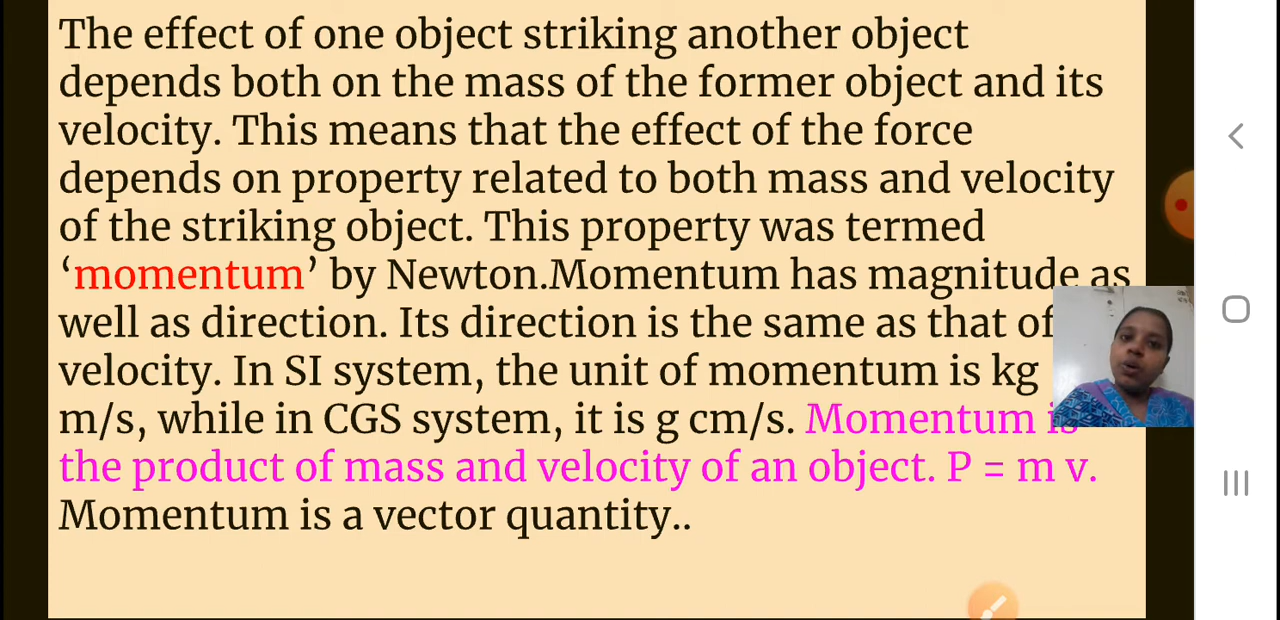 The effect of one object striking another object
depends both on the mass of the former object and its
velocity. This means that the effect of the force
depends on property related to both mass and velocity
of the striking object. This property was termed
‘momentum’ by Newton.Momentum has magnitude as
well as direction. Its direction is the same as that of
velocity. In SI system, the unit of momentum is kg
m/s, while in CGS system, it is g cm/s. Momentum is
the product of mass and velocity of an object. P = m v.
Momentum is a vector quantity..